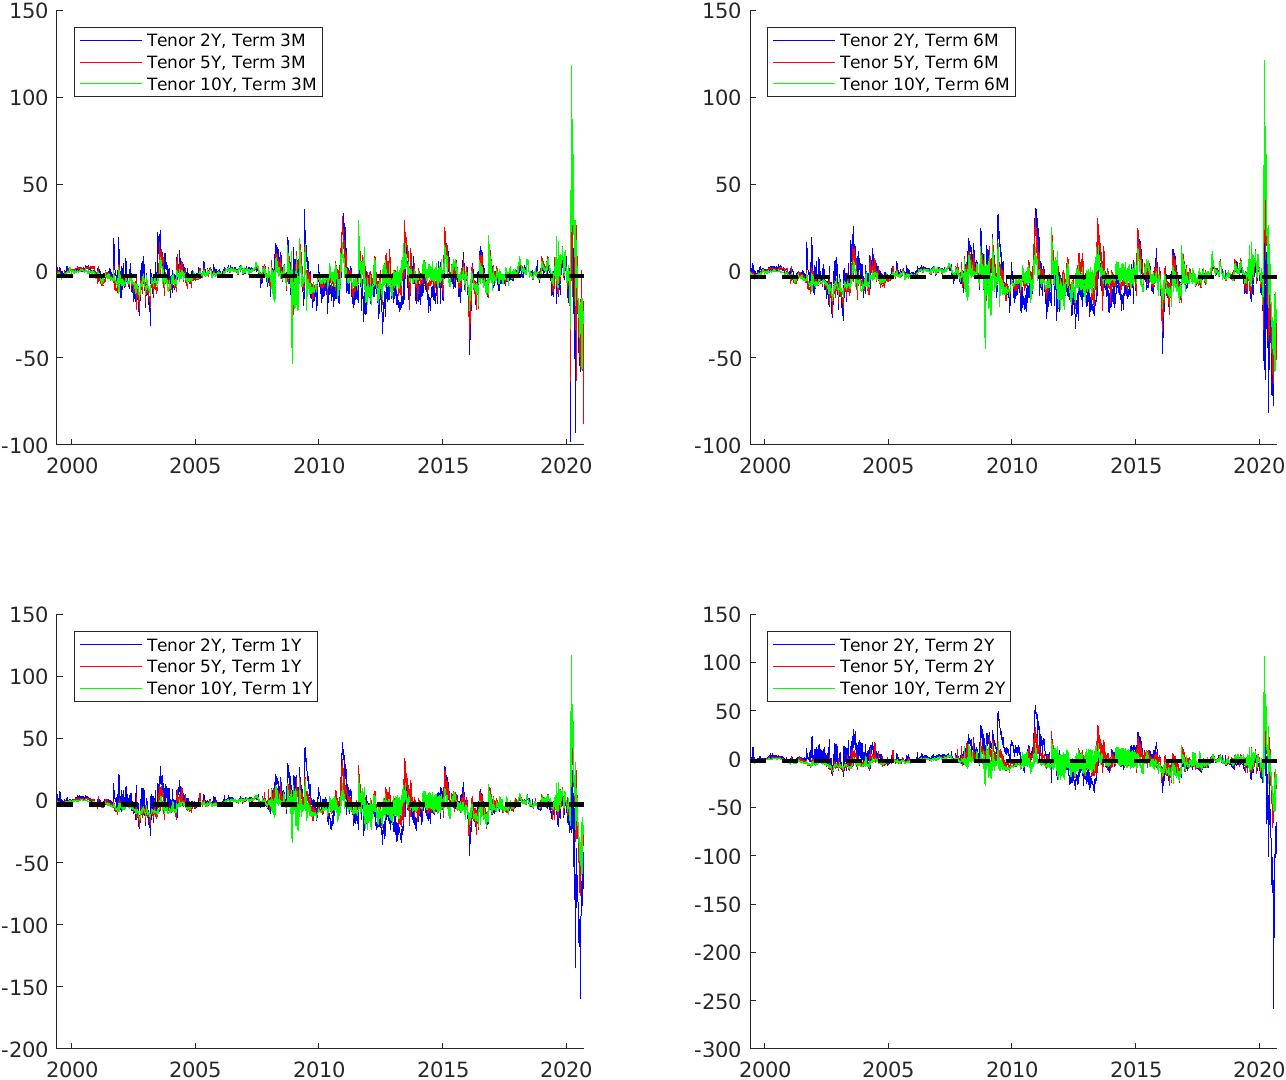 150
100
50
0
-50
-100
2000 2005 2010 2015 2020
Tenor 2Y, Term 3M
Tenor 5Y, Term 3M
Tenor 10Y, Term 3M
150
100
50
0
-50
-100
2000 2005 2010 2015 2020
Tenor 2Y, Term 6M
Tenor 5Y, Term 6M
Tenor 10Y, Term 6M
150
100
50
0
-50
-100
-150
-200
2000 2005 2010 2015 2020
Tenor 2Y, Term 1Y
Tenor 5Y, Term 1Y
Tenor 10Y, Term 1Y
150
100
50
0
-50
-100
-150
-200
-250
-300
2000 2005 2010 2015 2020
Tenor 2Y, Term 2Y
Tenor 5Y, Term 2Y
Tenor 10Y, Term 2Y